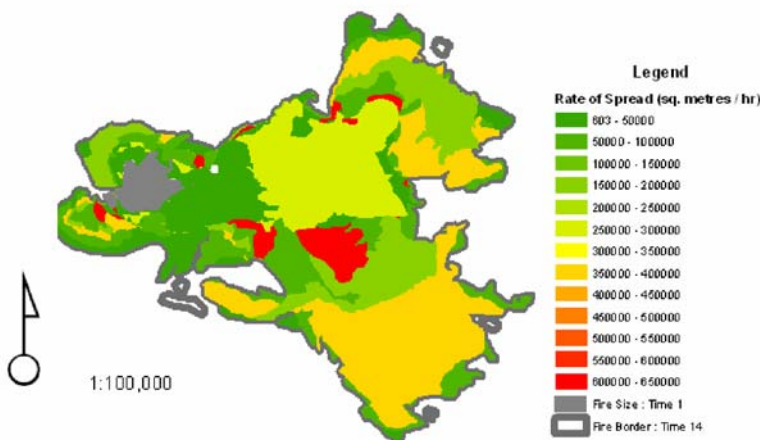 Legend
Rate of Spread (sq. metres / hr)
603 - 50000
50000 - 100000
100000 - 150000
150000 - 200000
200000 - 250000
250000 - 300000
300000 - 350000
350000 - 400000
400000 - 450000
450000 - 500000
500000 - 550000
550000 - 600000
600000 - 650000
Fire Size : Time 1
Fire Border : Time 14
1:100,000